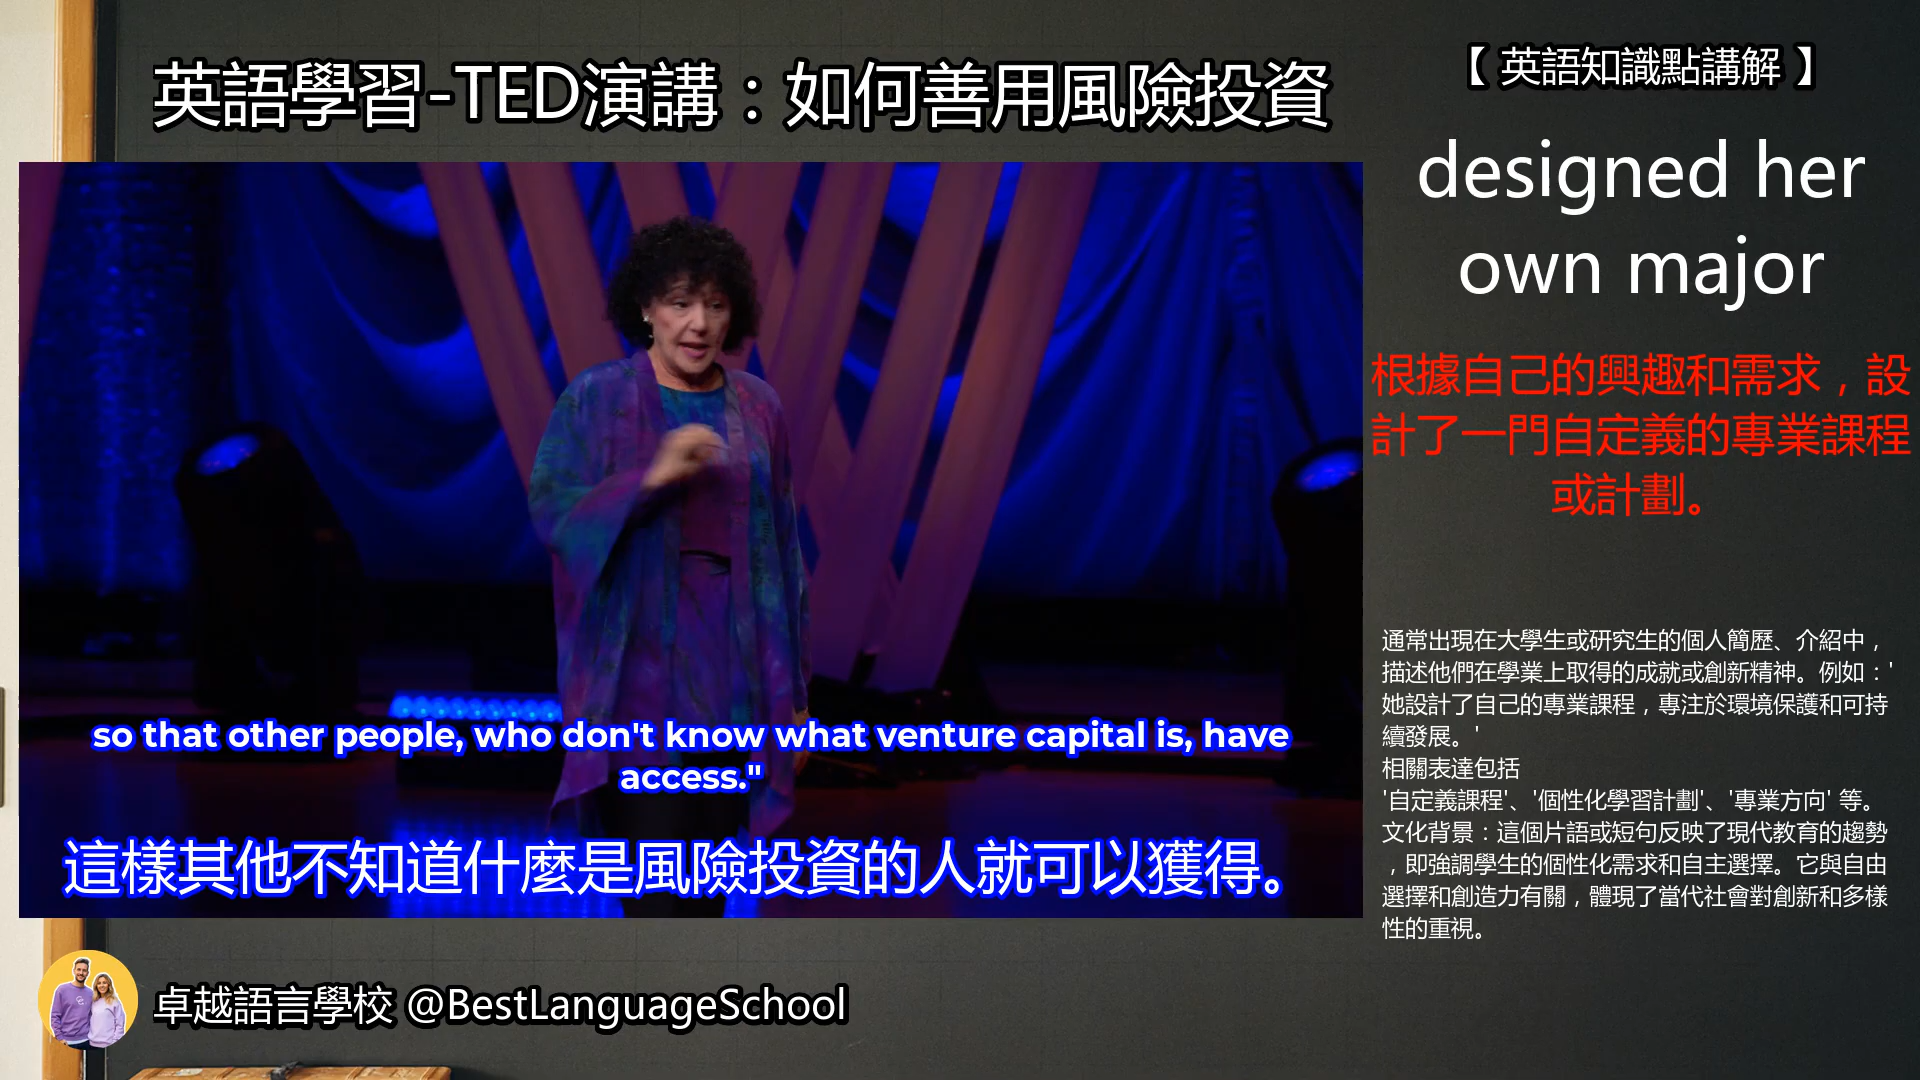 英語學習-TED演講：如何善用風險投資
so that other people, who don't know what venture capital is, have
access."
這樣其他不知道什麼是風險投資的人就可以獲得。
卓越語言學校 @BestLanguageSchool
【 英語知識點講解 】
designed her
own major
根據自己的興趣和需求，設
計了一門自定義的專業課程
或計劃。
通常出現在大學生或研究生的個人簡歷、介紹中，
描述他們在學業上取得的成就或創新精神。例如：'
她設計了自己的專業課程，專注於環境保護和可持
續發展。'
相關表達包括
'自定義課程'、'個性化學習計劃'、'專業方向' 等。
文化背景：這個片語或短句反映了現代教育的趨勢
，即強調學生的個性化需求和自主選擇。它與自由
選擇和創造力有關，體現了當代社會對創新和多樣
性的重視。